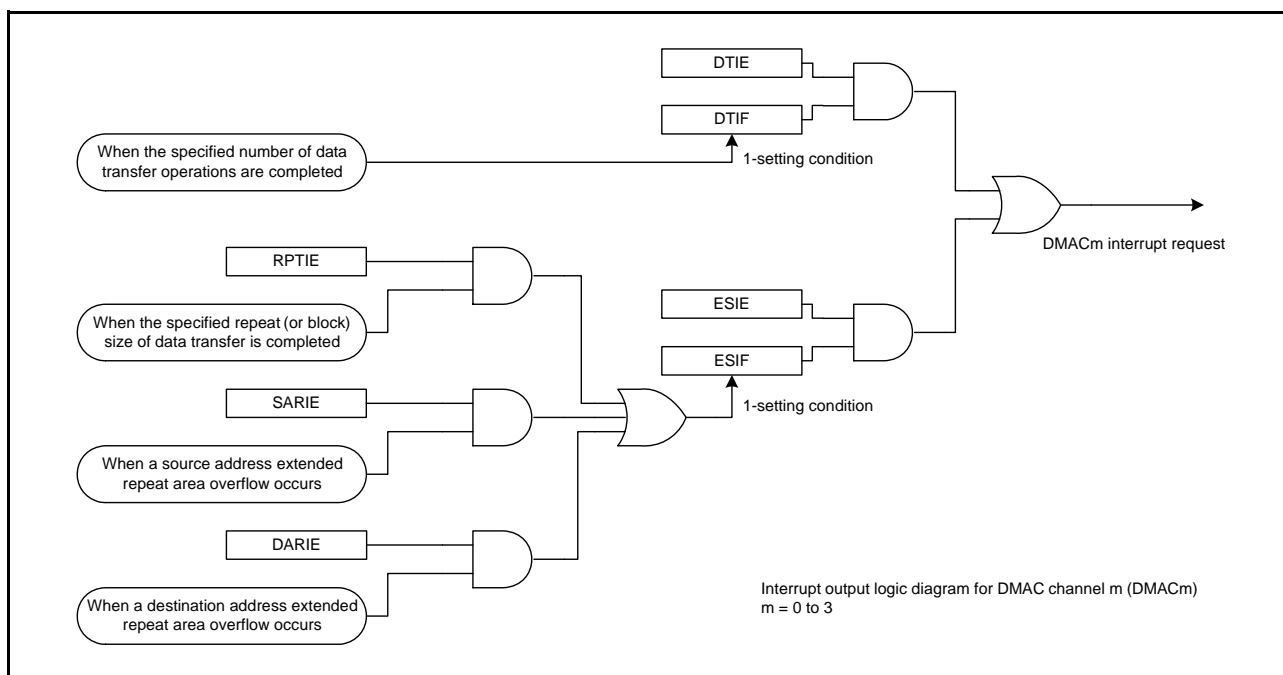 DTIE
DTIF
When the specified number of data
transfer operations are completed
1-setting condition
DMACm interrupt request
RPTIE
When the specified repeat (or block)
size of data transfer is completed
ESIE
ESIF
1-setting condition
SARIE
When a source address extended
repeat area overflow occurs
DARIE
When a destination address extended
repeat area overflow occurs
Interrupt output logic diagram for DMAC channel m (DMACm)
m = 0 to 3